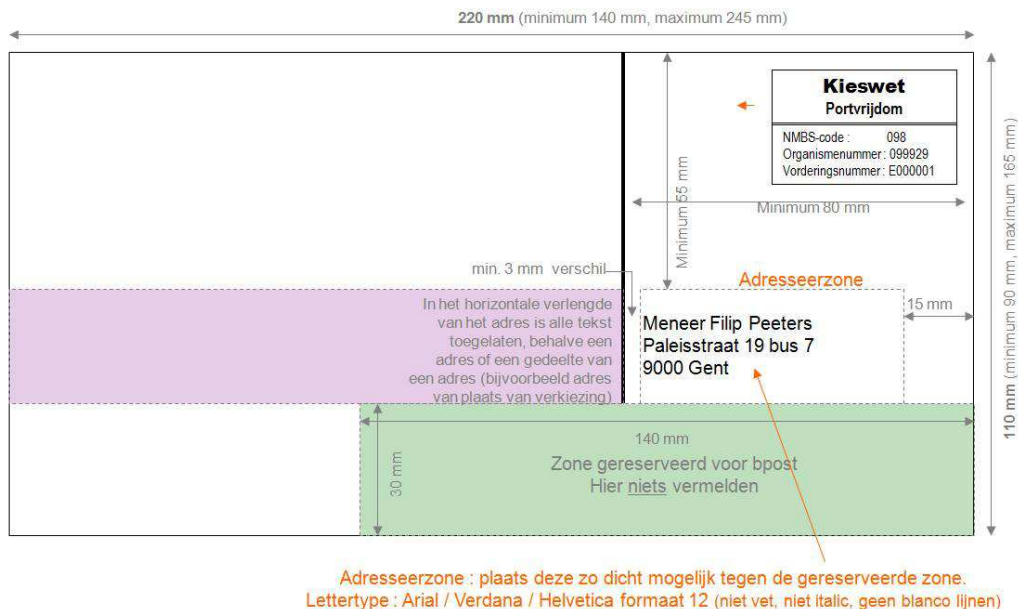 220 mm (minimum 140 mm, maximum 245 mm)
Kieswet
Portvrijdom
NMBS-code : 098
Organismenummer : 099929
Vorderingsnummer : E000001
Minimum 55 mm
Minimum 80 mm
110 mm (minimum 90 mm, maximum 165 mm)
min. 3 mm verschil
Adresseerzone
15 mm
In het horizontale verlengde
van het adres is alle tekst
toegelaten, behalve een
adres of een gedeelte van
een adres (bijvoorbeeld adres
van plaats van verkiezing)
Meneer Filip Peeters
Paleisstraat 19 bus 7
9000 Gent
140 mm
30 mm
Zone gereserveerd voor bpost
Hier niets vermelden
Adresseerzone : plaats deze zo dicht mogelijk tegen de gereserveerde zone.
Lettertype : Arial / Verdana / Helvetica formaat 12 (niet vet, niet italic, geen blanco lijnen)